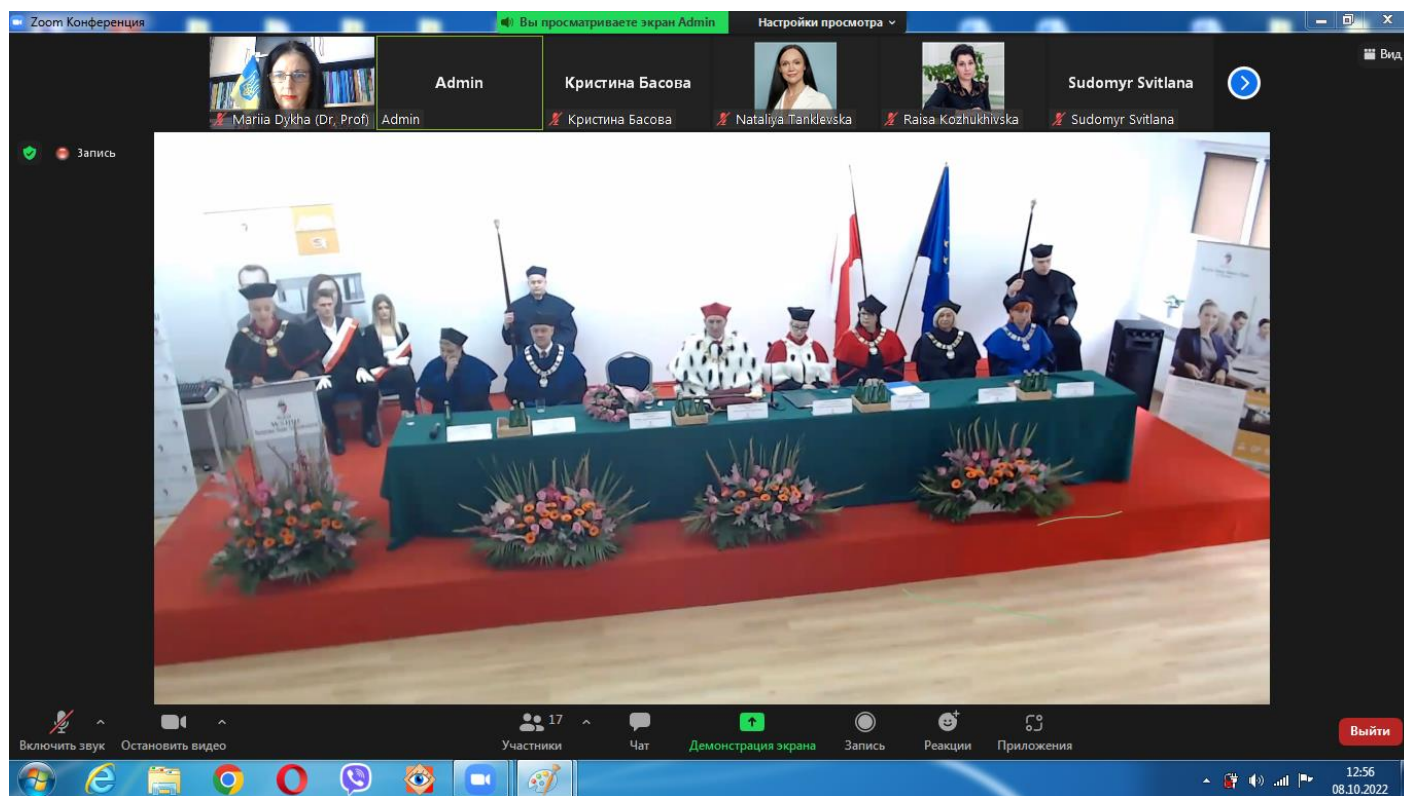 Zoom Конференция
Вы просматриваете экран Admin
Настройки просмотра
Вид
Admin
Кристина Басова
Sudomyr Svitlana
Mariia Dykha (Dr, Prof)
Admin
Кристина Басова
Nataliya Tanklevska
Raisa Kozhukhivska
Sudomyr Svitlana
Запись
Включить звук
Остановить видео
17
Участники
Чат
Демонстрация экрана
Запись
Реакции
Приложения
Выйти
12:56
08.10.2022